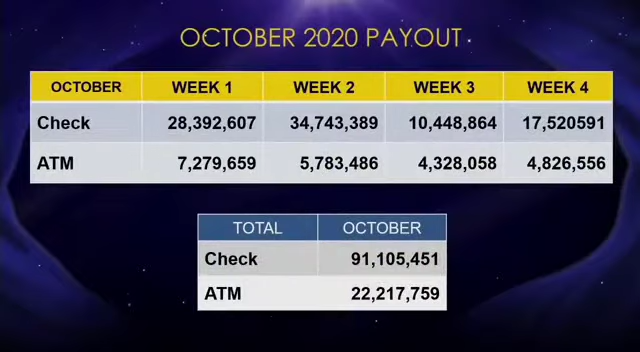 OCTOBER 2020 PAYOUT
OCTOBER WEEK 1 WEEK 2 WEEK 3 WEEK 4
Check 28,392,607 34,743,389 10,448,864 17,520591
ATM 7,279,659 5,783,486 4,328,058 4,826,556
TOTAL OCTOBER
Check 91,105,451
ATM 22,217,759